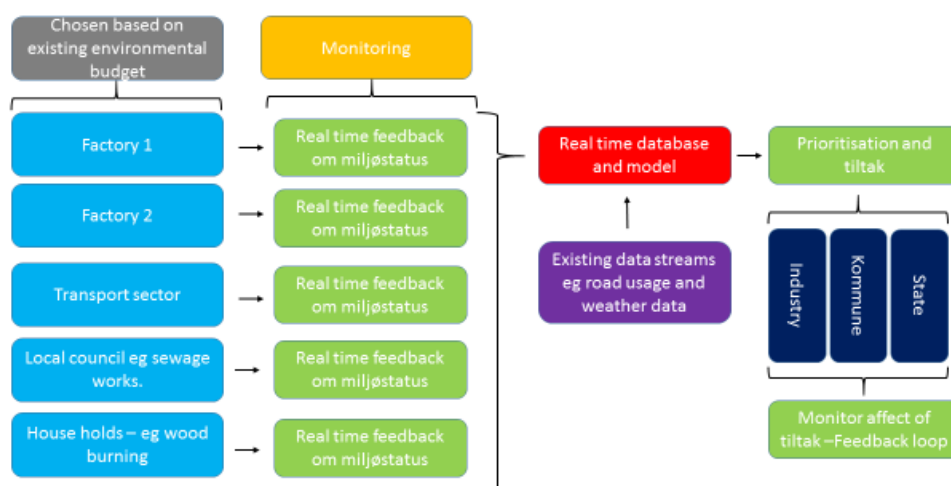 Chosen based on
existing environmental
budget
Monitoring
Factory 1
Real time feedback
om miljøstatus
Factory 2
Real time feedback
om miljøstatus
Transport sector
Real time feedback
om miljøstatus
Local council eg sewage
works.
Real time feedback
om miljøstatus
House holds – eg wood
burning
Real time feedback
om miljøstatus
Real time database
and model
Existing data streams
eg road usage and
weather data
Prioritisation and
tiltak
Industry
Kommune
State
Monitor affect of
tiltak –Feedback loop